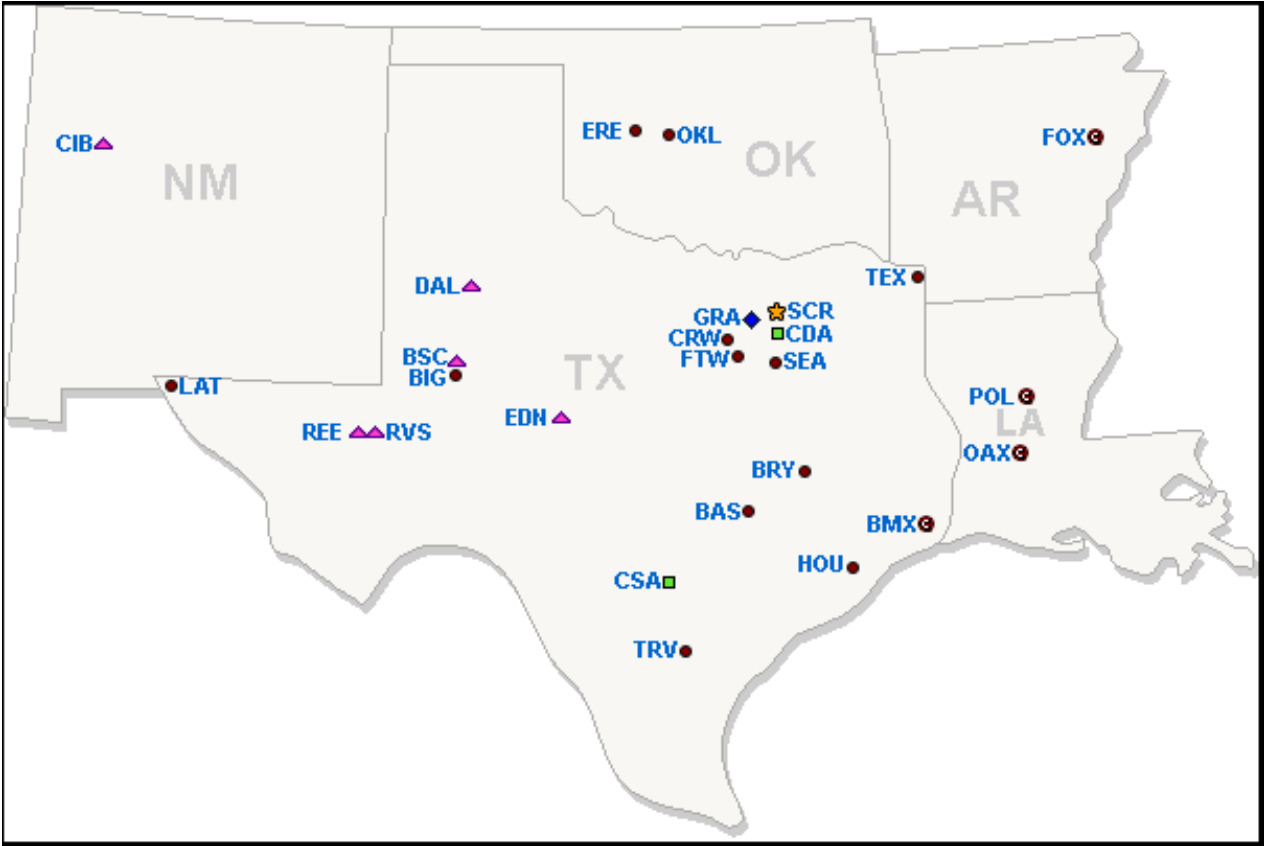 ERE
OKL
FOX
CIB
OK
NM
AR
TEX
DAL
SCR
GRA
CDA
CRW
BSC
FTW
SEA
TX
BIG
LAT
POL
EDN
LA
REE
RVS
OAX
BRY
BAS
BMX
HOU
CSA
TRV